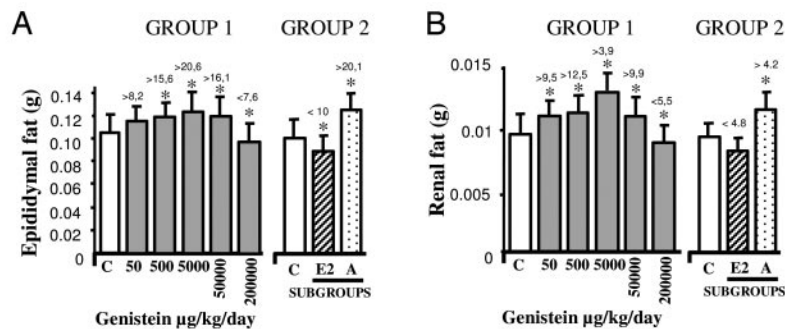 A
GROUP 1
GROUP 2
Epididymal fat (g)
0.14
0.12
0.10
0.06
0.04
0.02
0
>8,2
>15,6
>20,6
>16,1
<7,6
< 10
>20,1
*
*
*
*
*
*
C
50
500
5000
50000
200000
C
E2
A
SUBGROUPS
Genistein µg/kg/day
B
GROUP 1
GROUP 2
Renal fat (g)
0.015
0.01
0.005
0
>9,5
>12,5
>3,9
>9,9
<5,5
< 4.8
> 4.2
*
*
*
*
*
*
C
50
500
5000
50000
200000
C
E2
A
SUBGROUPS
Genistein µg/kg/day